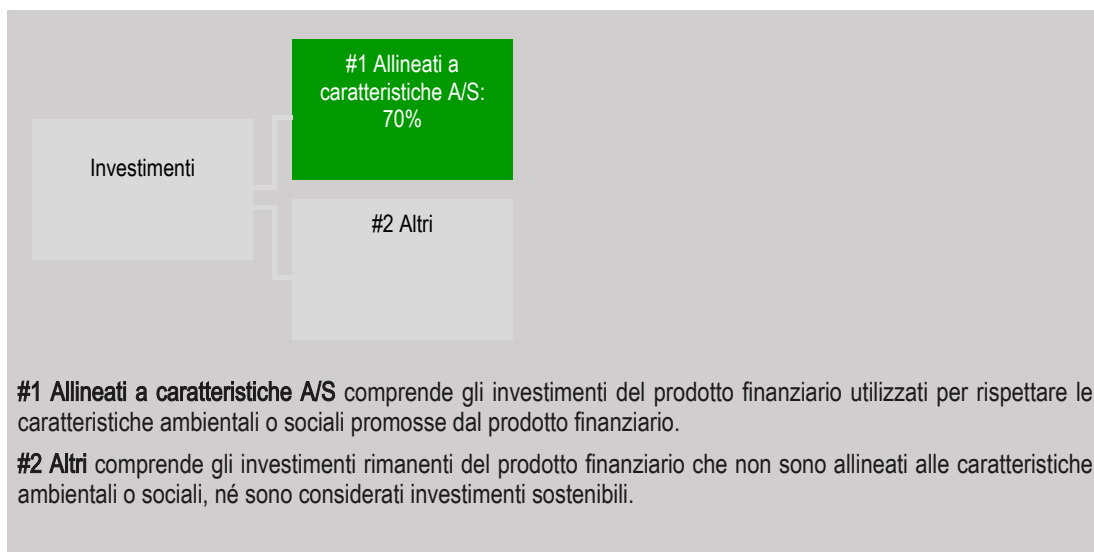 #1 Allineati a
caratteristiche A/S:
70%
Investimenti
#2 Altri
#1 Allineati a caratteristiche A/S comprende gli investimenti del prodotto finanziario utilizzati per rispettare le
caratteristiche ambientali o sociali promosse dal prodotto finanziario.
#2 Altri comprende gli investimenti rimanenti del prodotto finanziario che non sono allineati alle caratteristiche
ambientali o sociali, né sono considerati investimenti sostenibili.